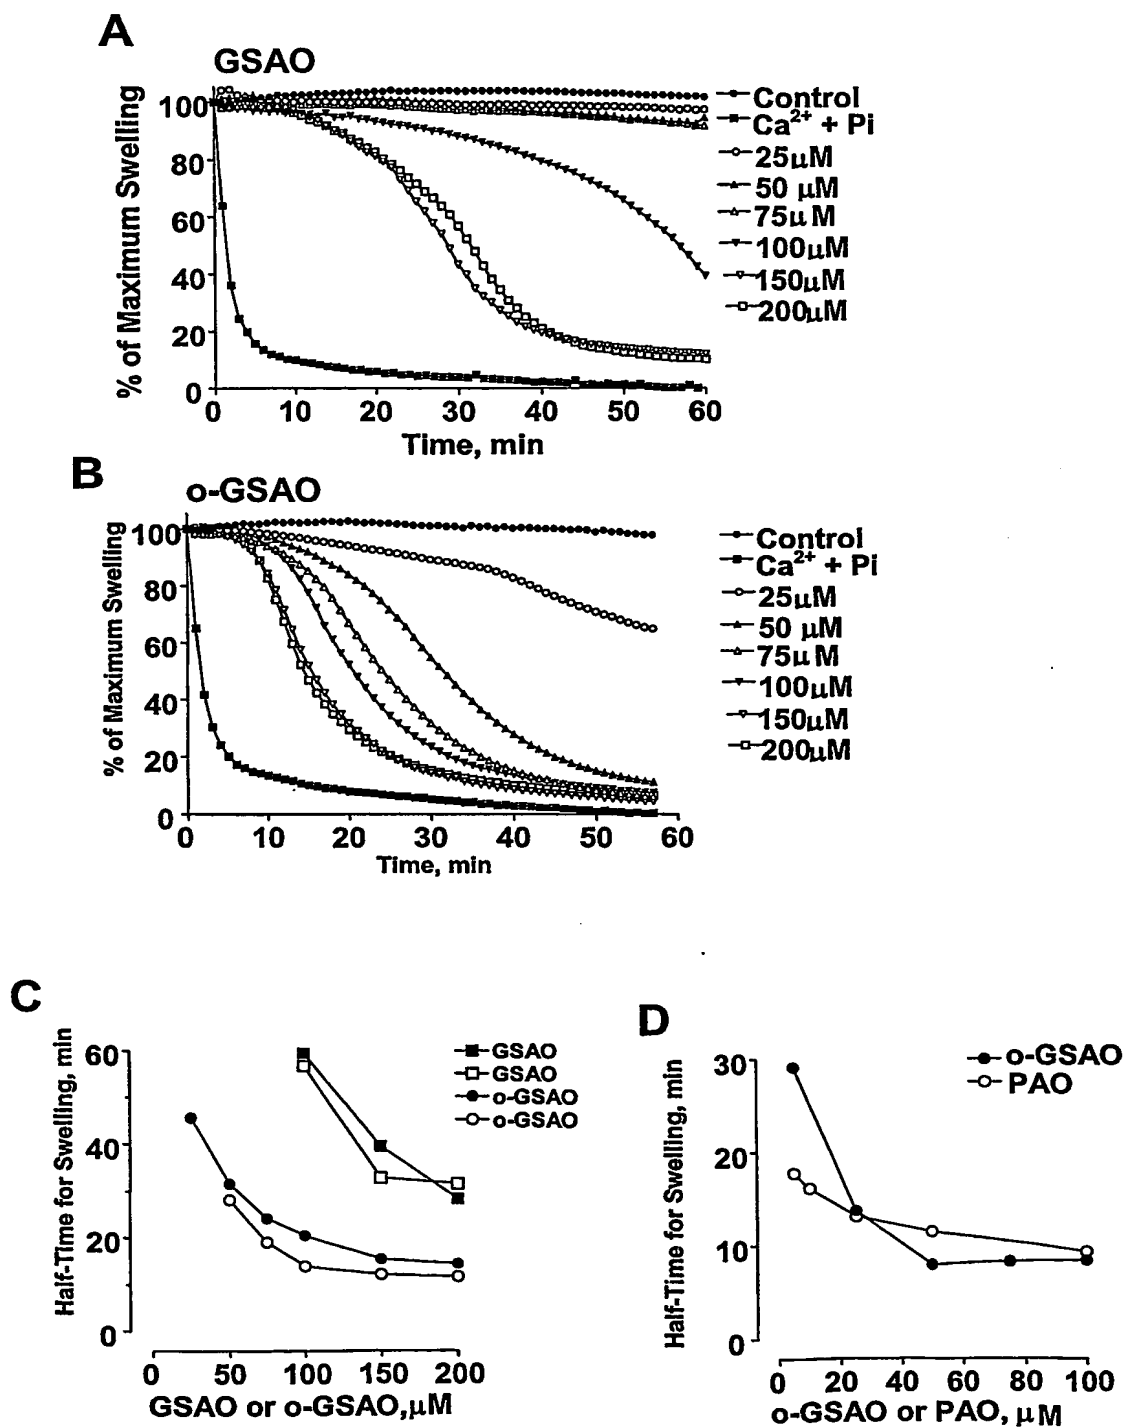 A
GSAO
% of Maximum Swelling
100
80
60
40
20
0
0 10 20 30 40 50 60
Time, min
Control
Ca²⁺ + Pi
25µM
50 µM
75µM
100µM
150µM
200µM
B
o-GSAO
% of Maximum Swelling
100
80
60
40
20
0
0 10 20 30 40 50 60
Time, min
Control
Ca²⁺ + Pi
25µM
50 µM
75µM
100µM
150µM
200µM
C
Half-Time for Swelling, min
60
40
20
0
0 50 100 150 200
GSAO or o-GSAO,µM
GSAO
GSAO
o-GSAO
o-GSAO
D
Half-Time for Swelling, min
30
20
10
0
0 20 40 60 80 100
o-GSAO or PAO, µM
o-GSAO
PAO